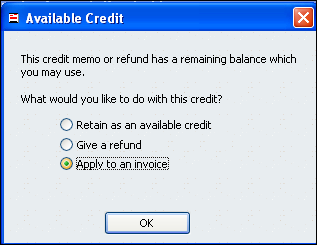 Available Credit
This credit memo or refund has a remaining balance which
you may use.
What would you like to do with this credit?
Retain as an available credit
Give a refund
Apply to an invoice
OK